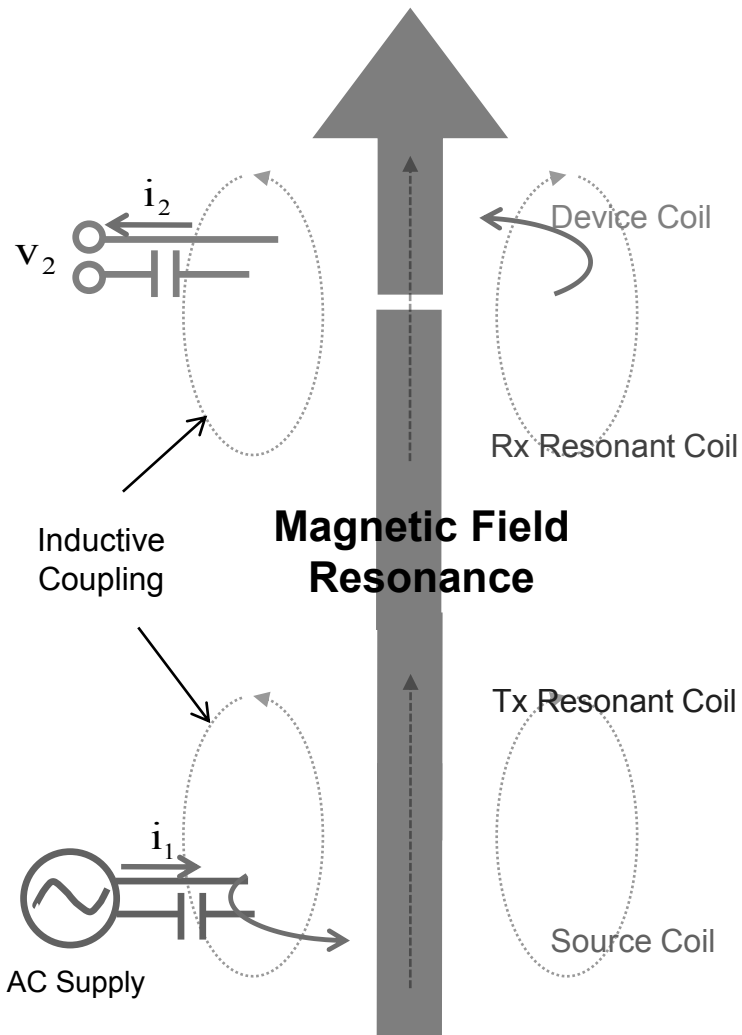 i2
Device Coil
v2
Rx Resonant Coil
Magnetic Field
Resonance
Inductive
Coupling
Tx Resonant Coil
i1
Source Coil
AC Supply